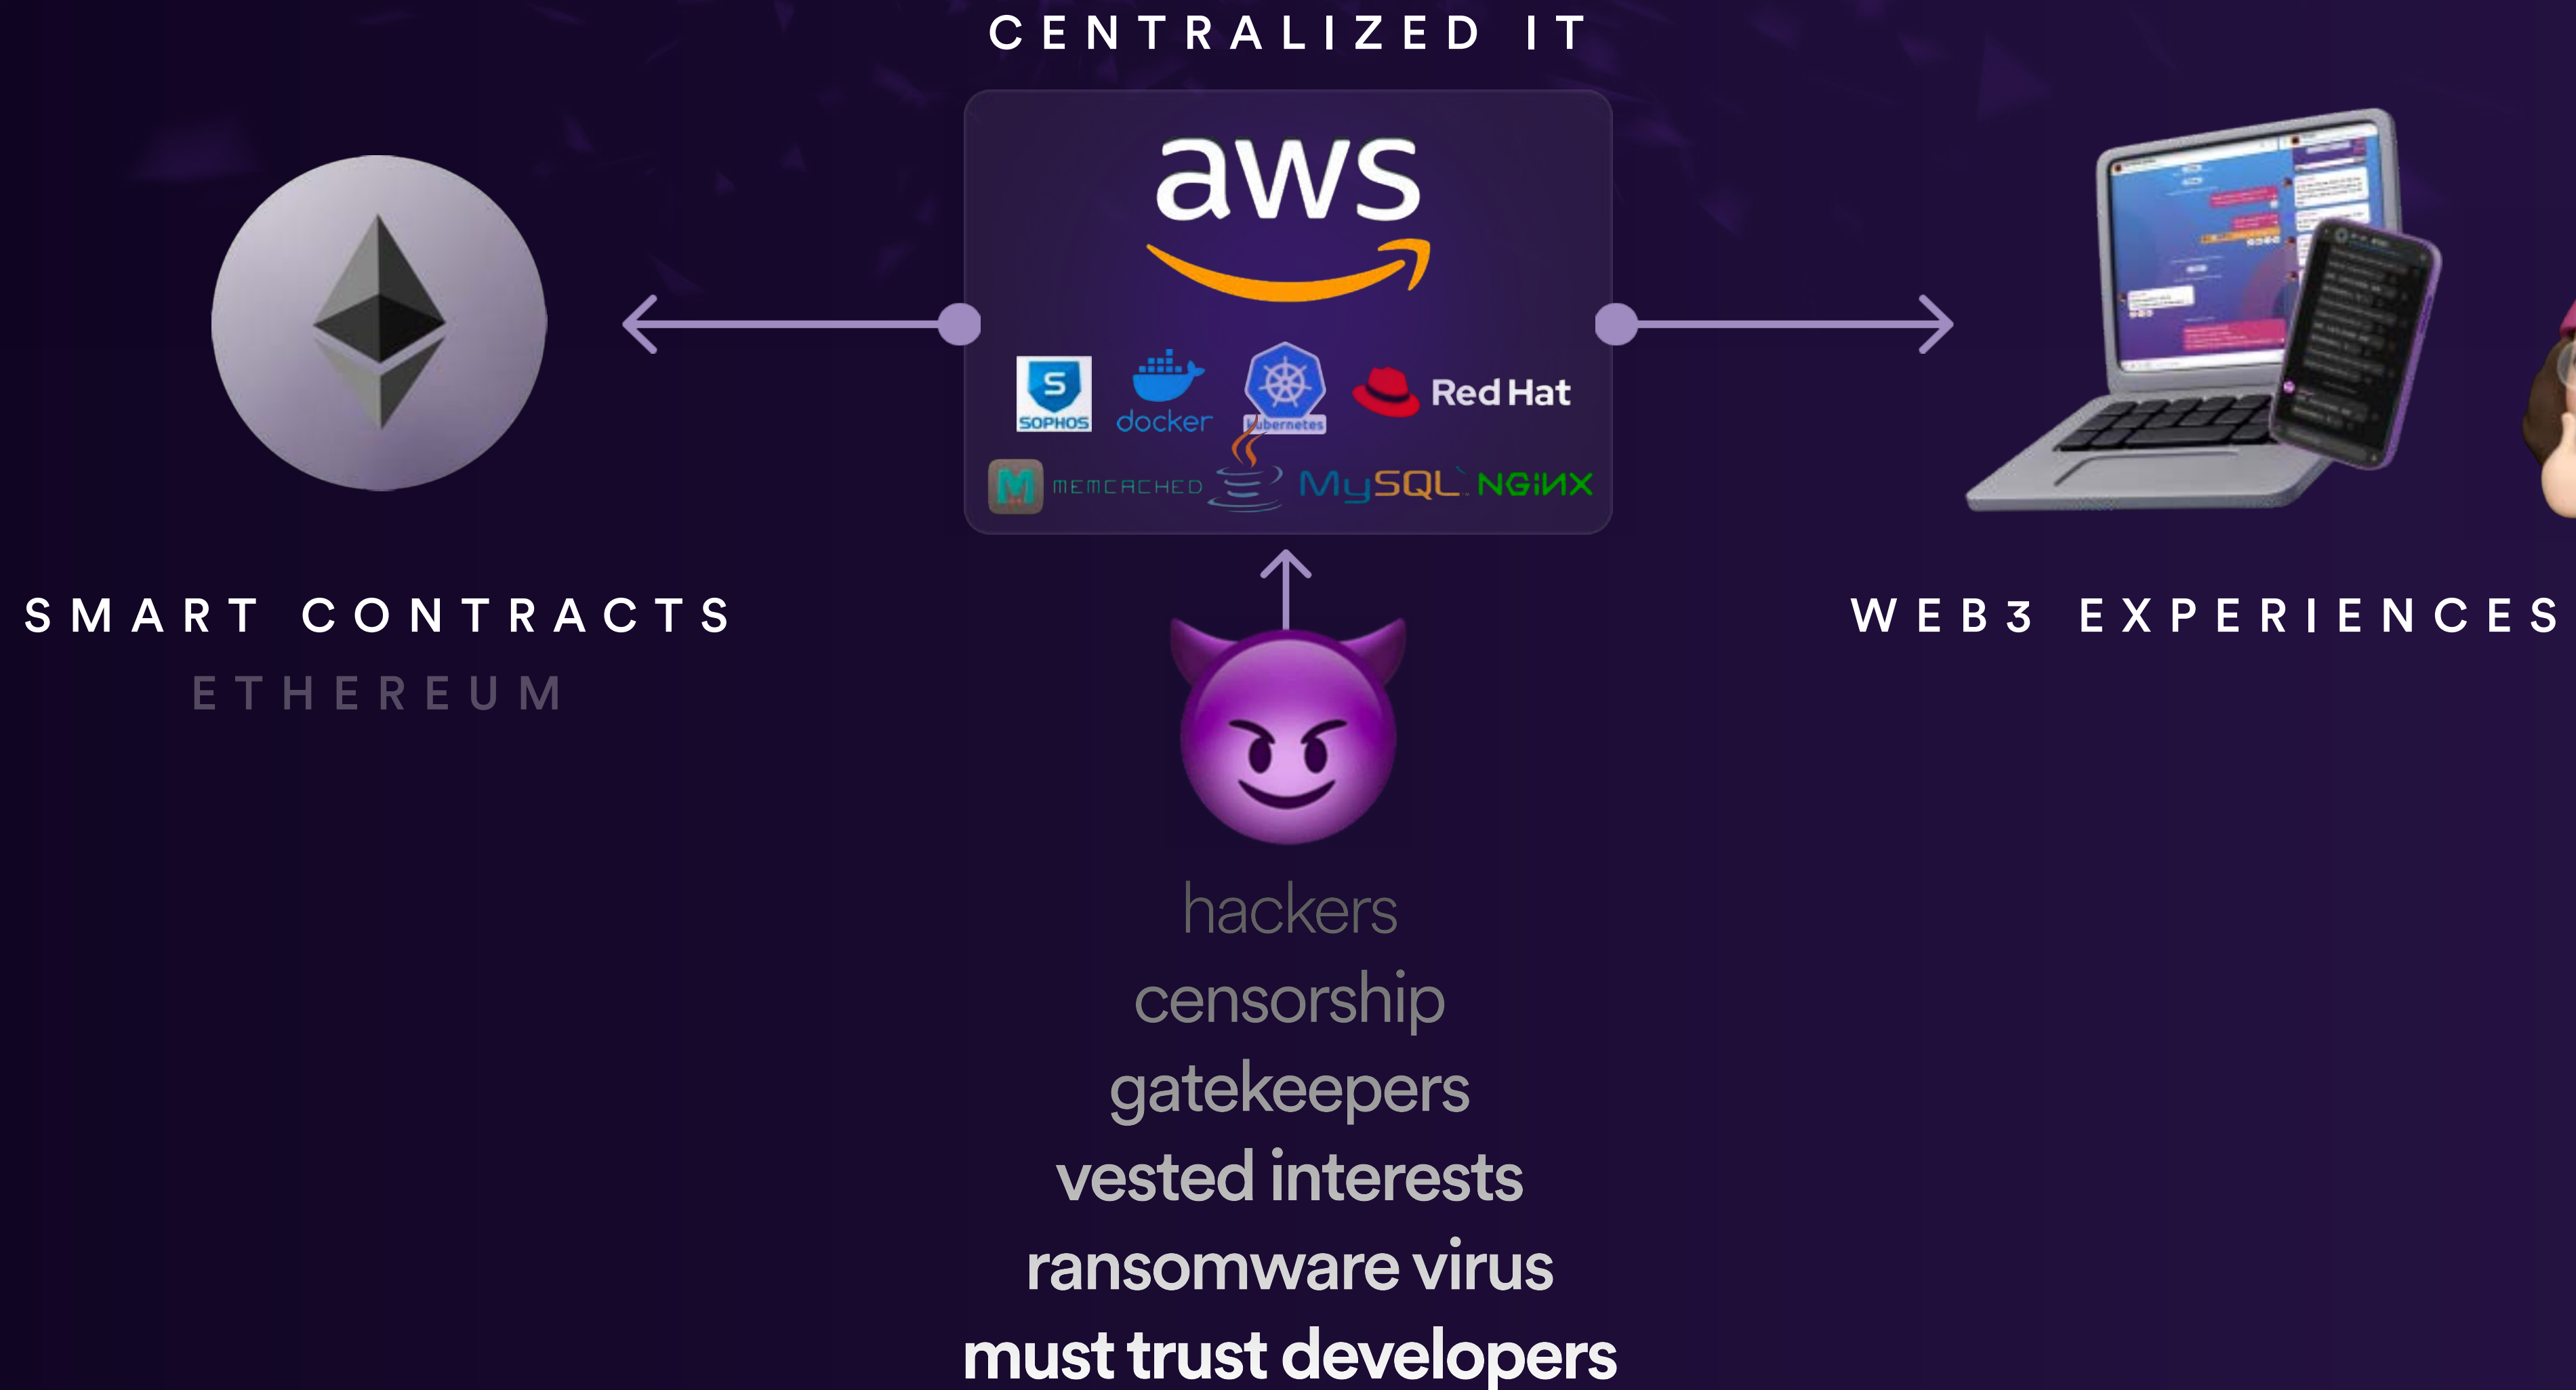 CENTRALIZED IT
aws
S
SOPHOS
docker
kubernetes
Red Hat
M
MEMCACHED
MySQL
NGiNX
SMART CONTRACTS
ETHEREUM
WEB3 EXPERIENCES
hackers
censorship
gatekeepers
vested interests
ransomware virus
must trust developers